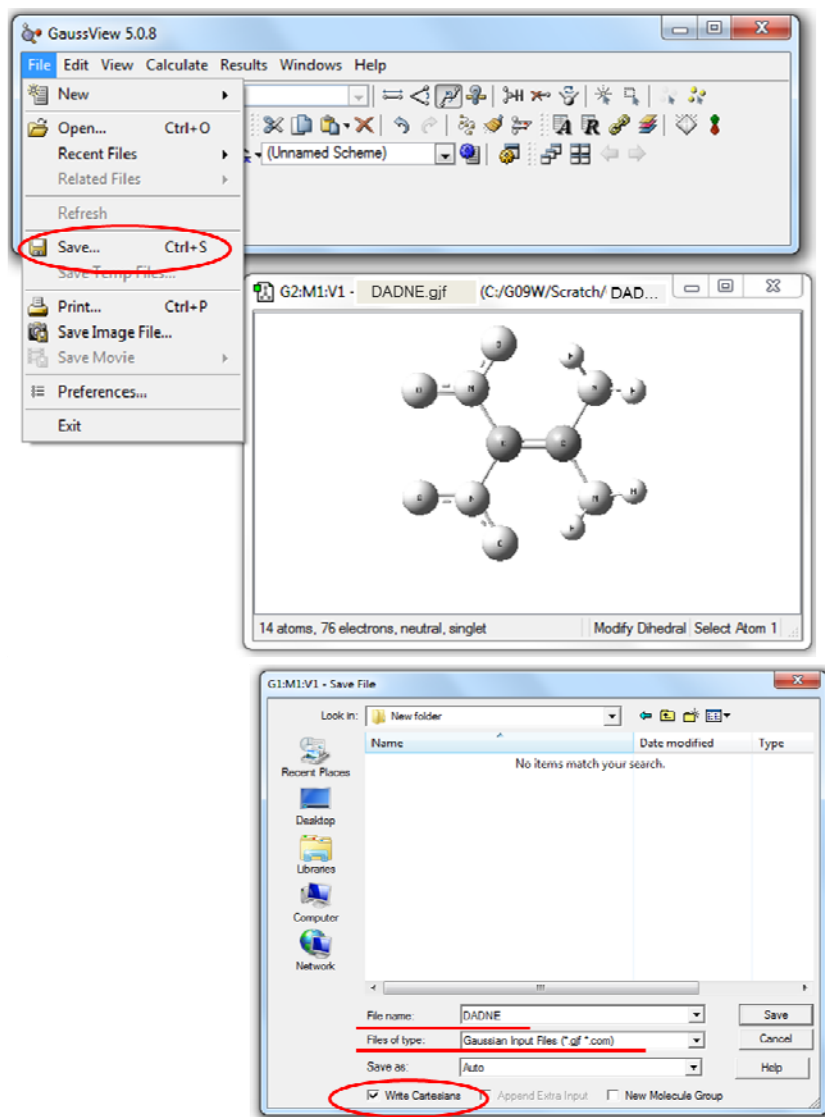 GaussView 5.0.8
File Edit View Calculate Results Windows Help
New
Open... Ctrl+O
(Unnamed Scheme)
Recent Files
Related Files
Refresh
Save... Ctrl+S
Save Temp Files...
Print... Ctrl+P
Save Image File...
Save Movie
Preferences...
Exit
G2:M1:V1 - DADNE.gjf (C:/G09W/Scratch/ DAD...
14 atoms, 76 electrons, neutral, singlet Modify Dihedral Select Atom 1
G1:M1:V1 - Save File
Look in: New folder
Name Date modified Type
No items match your search.
Recent Places
Desktop
Libraries
Computer
Network
File name: DADNE Save
Files of type: Gaussian Input Files (*.gjf *.com) Cancel
Save as: Auto Help
Write Cartesians Append Extra Input New Molecule Group